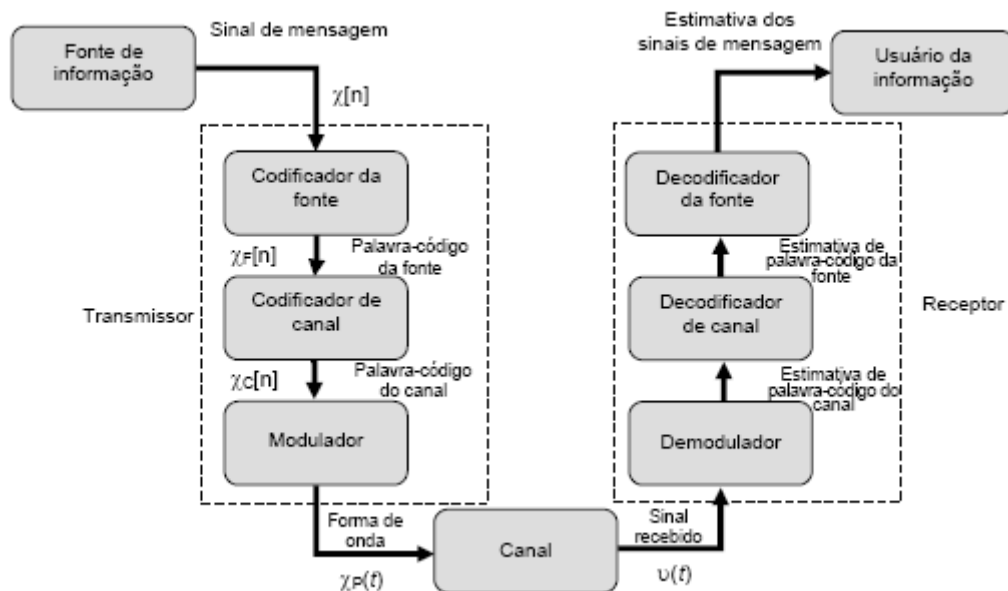 Fonte de
informação
Sinal de mensagem
χ[n]
Codificador da
fonte
χF[n]
Palavra-código
da fonte
Codificador de
canal
Transmissor
χC[n]
Palavra-código
do canal
Modulador
Forma de
onda
χP(t)
Canal
Sinal
recebido
υ(t)
Demodulador
Estimativa de
palavra-código do
canal
Decodificador
de canal
Receptor
Estimativa de
palavra-código da
fonte
Decodificador
da fonte
Estimativa dos
sinais de mensagem
Usuário da
informação